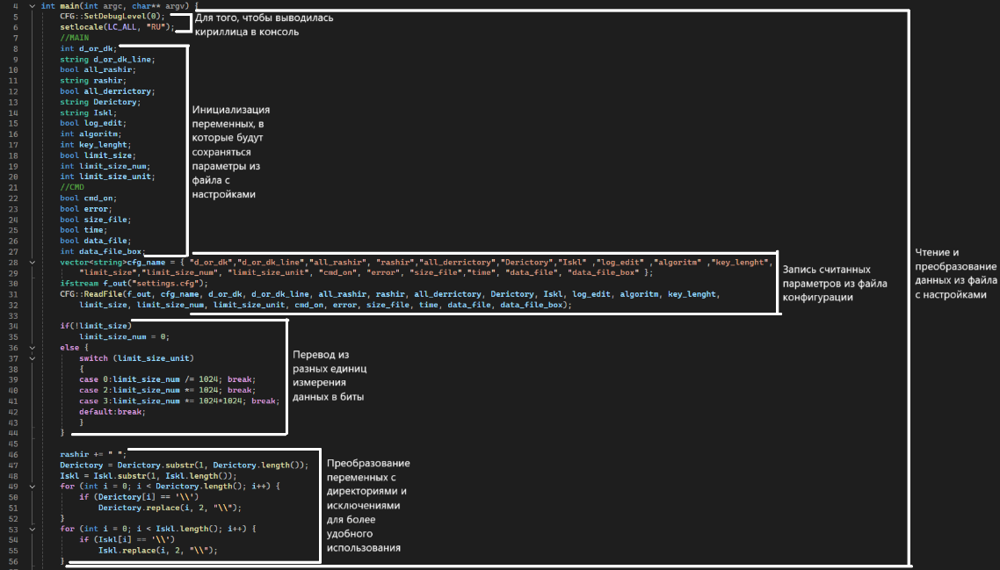 4 int main(int argc, char** argv) {
5 CFG::SetDebugLevel(0);
6 setlocale(LC_ALL, "RU");
Для того, чтобы выводилась
кириллица в консоль
7 //MAIN
8 int d_or_dk;
9 string d_or_dk_line;
10 bool all_rashir;
11 string rashir;
12 bool all_derrictory;
13 string Derictory;
14 string Iskl;
15 bool log_edit;
16 int algoritm;
17 int key_lenght;
18 bool limit_size;
19 int limit_size_num;
20 int limit_size_unit;
21 //CMD
22 bool cmd_on;
23 bool error;
24 bool size_file;
25 bool time;
26 bool data_file;
27 int data_file_box;
Инициализация
переменных, в
которые будут
сохраняться
параметры из
файла с
настройками
28 vector<string>cfg_name = { "d_or_dk","d_or_dk_line","all_rashir", "rashir","all_derrictory","Derictory","Iskl" ,"log_edit" ,"algoritm" ,"key_lenght",
29 "limit_size","limit_size_num", "limit_size_unit", "cmd_on", "error", "size_file","time", "data_file", "data_file_box" };
30 ifstream f_out("settings.cfg");
31 CFG::ReadFile(f_out, cfg_name, d_or_dk, d_or_dk_line, all_rashir, rashir, all_derrictory, Derictory, Iskl, log_edit, algoritm, key_lenght,
32 limit_size, limit_size_num, limit_size_unit, cmd_on, error, size_file, time, data_file, data_file_box);
33
Запись считанных
параметров из файла
конфигурации
34 if(!limit_size)
35 limit_size_num = 0;
36 else {
37 switch (limit_size_unit)
38 {
39 case 0:limit_size_num /= 1024; break;
40 case 2:limit_size_num *= 1024; break;
41 case 3:limit_size_num *= 1024*1024; break;
42 default:break;
43 }
44 }
45
Перевод из
разных единиц
измерения
данных в биты
46 rashir += " ";
47 Derictory = Derictory.substr(1, Derictory.length());
48 Iskl = Iskl.substr(1, Iskl.length());
49 for (int i = 0; i < Derictory.length(); i++) {
50 if (Derictory[i] == '\\')
51 Derictory.replace(i, 2, "\\");
52 }
53 for (int i = 0; i < Iskl.length(); i++) {
54 if (Iskl[i] == '\\')
55 Iskl.replace(i, 2, "\\");
56 }
Преобразование
переменных с
директориями и
исключениями
для более
удобного
использования
Чтение и
преобразование
данных из файла
с настройками